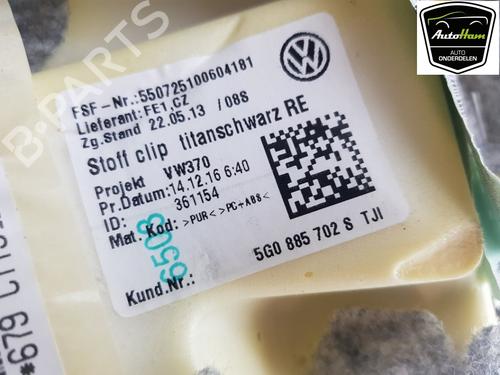 AutoHam
AUTO
ONDERDELEN
B-PARTS
FSF-Nr.:550725100604181
Lieferant:FE1,CZ
Zg.Stand 22.05.13 /08S
Stoff clip titanschwarz RE
Projekt VW370
Pr.Datum:14.12.16 6:40
ID: 361154
Mat. Kod: >PUR< >PC+ABS<
6503
5G0 885 702 S TJI
Kund.Nr.: